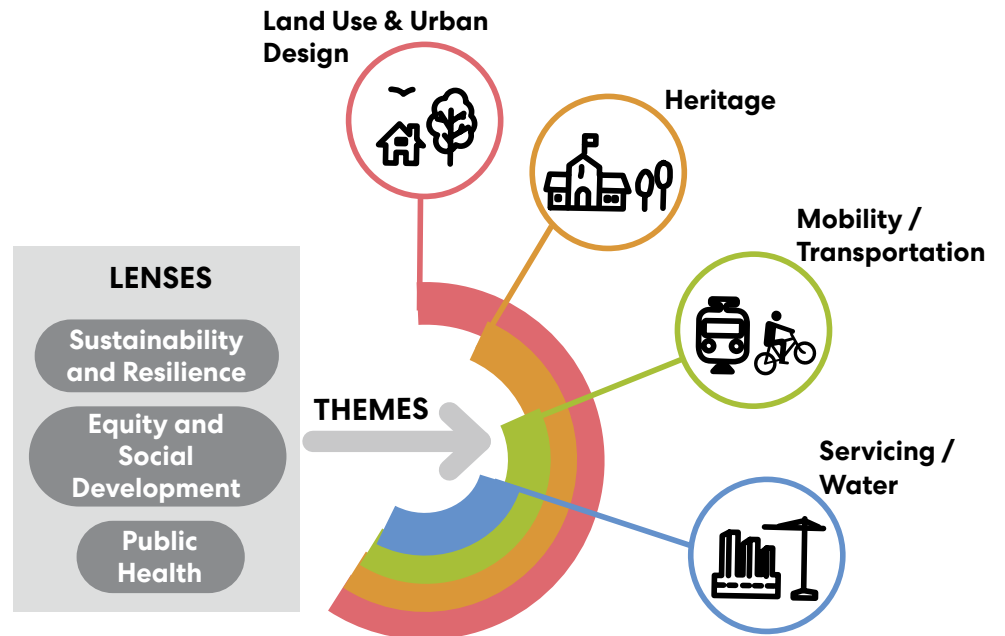 Land Use & Urban
Design
Heritage
Mobility /
Transportation
LENSES
Sustainability
and Resilience
Equity and
Social
Development
Public
Health
THEMES
Servicing /
Water